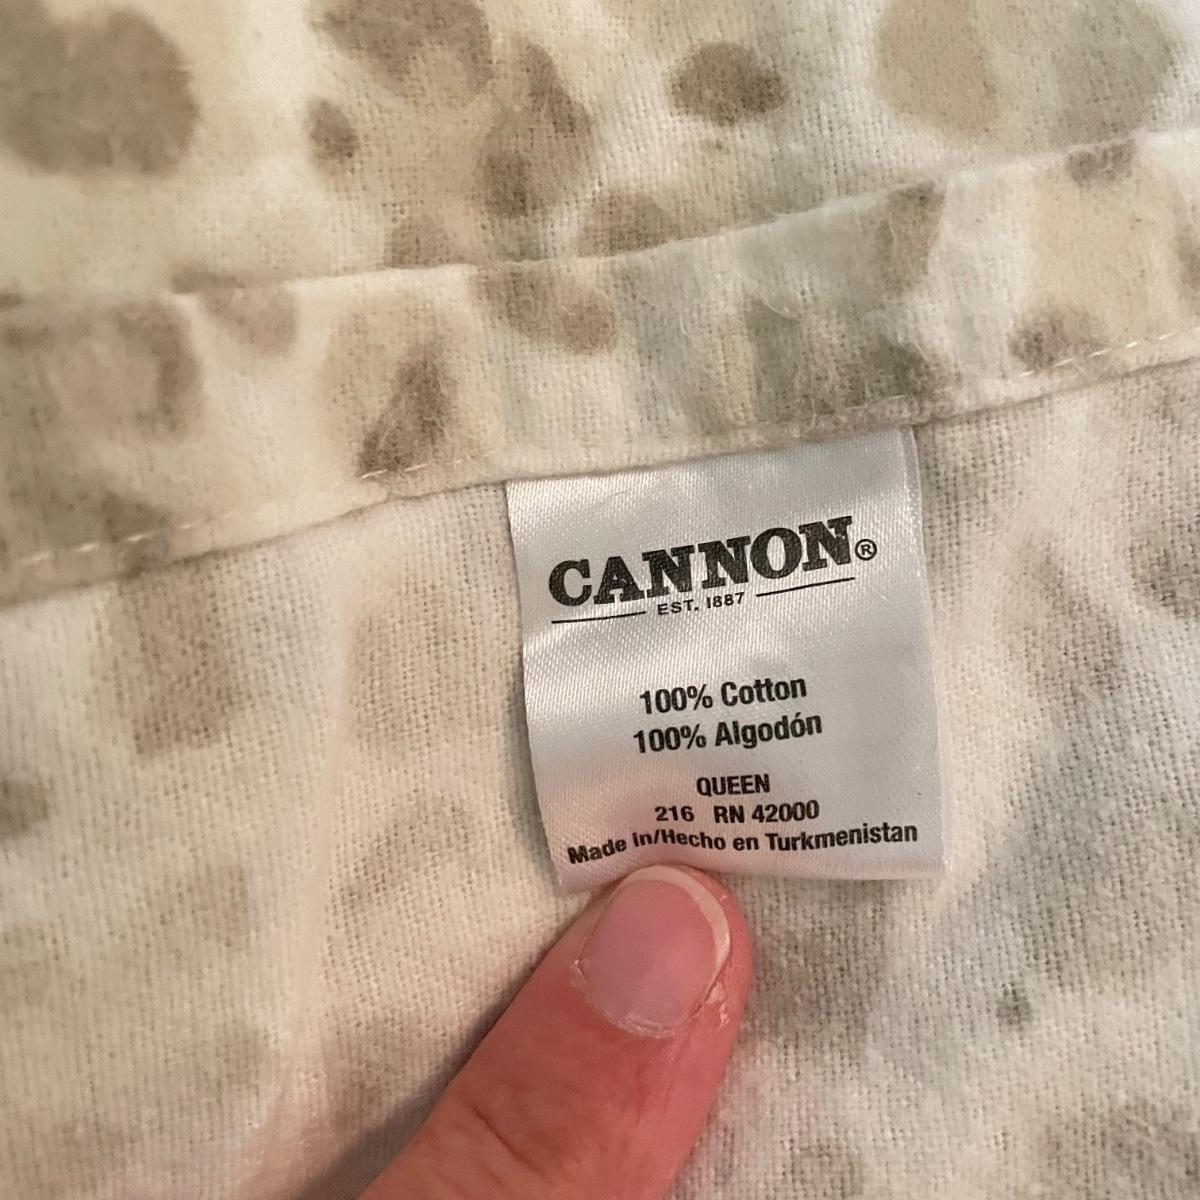 CANNON®
EST. 1887
100% Cotton
100% Algodón
QUEEN
216 RN 42000
Made in/Hecho en Turkmenistan